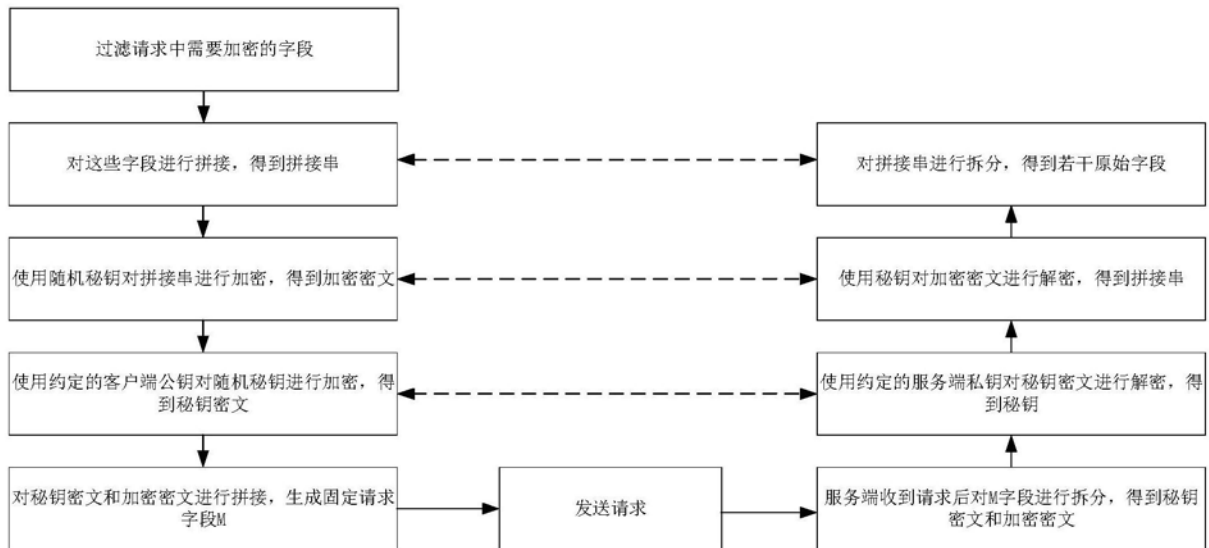 过滤请求中需要加密的字段
对这些字段进行拼接，得到拼接串
对拼接串进行拆分，得到若干原始字段
使用随机秘钥对拼接串进行加密，得到加密密文
使用秘钥对加密密文进行解密，得到拼接串
使用约定的客户端公钥对随机秘钥进行加密，得
到秘钥密文
使用约定的服务端私钥对秘钥密文进行解密，得
到秘钥
对秘钥密文和加密密文进行拼接，生成固定请求
字段M
发送请求
服务端收到请求后对M字段进行拆分，得到秘钥
密文和加密密文